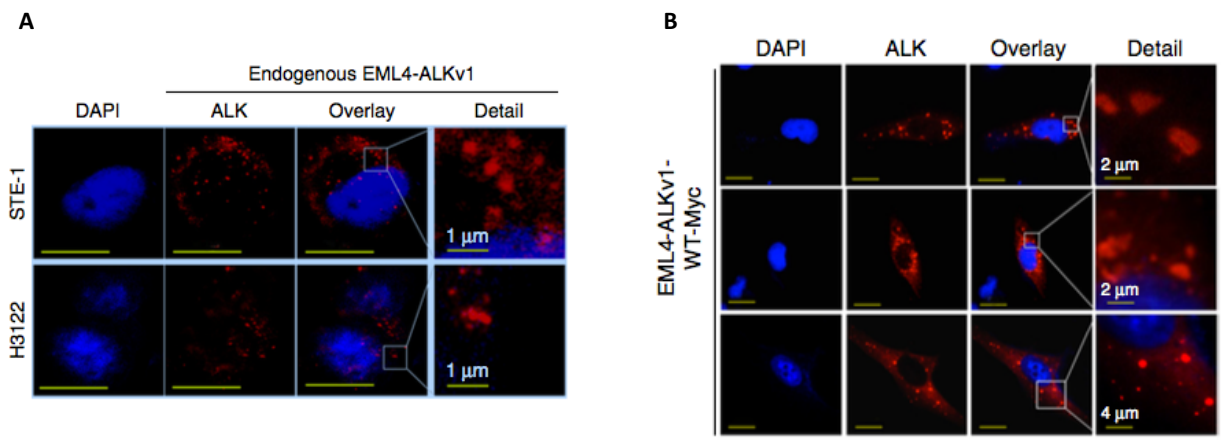 A
Endogenous EML4-ALKv1
DAPI ALK Overlay Detail
STE-1
1 μm
H3122
1 μm
B
DAPI ALK Overlay Detail
EML4-ALKv1-
WT-Myc
2 μm
2 μm
4 μm